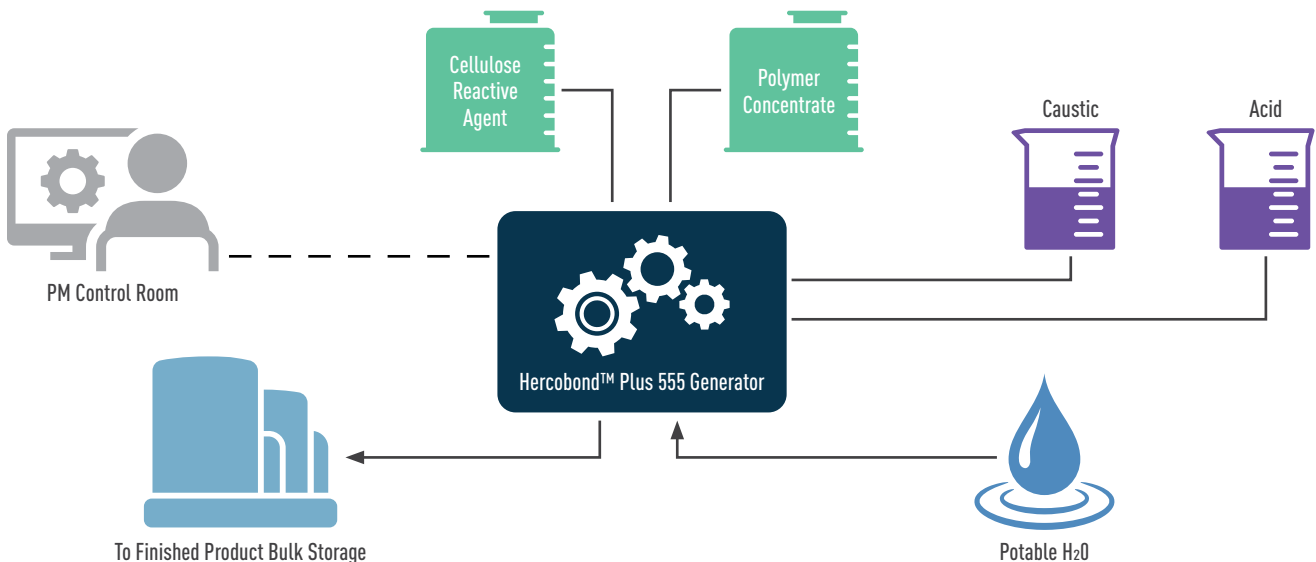 Cellulose
Reactive
Agent
Polymer
Concentrate
Caustic
Acid
PM Control Room
Hercobond™ Plus 555 Generator
To Finished Product Bulk Storage
Potable H₂0